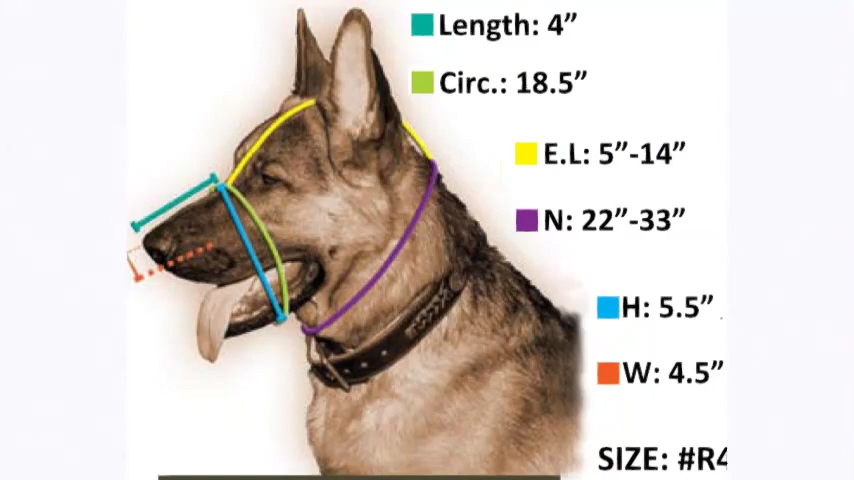 Length: 4”
Circ.: 18.5”
E.L: 5”-14”
N: 22”-33”
H: 5.5”
W: 4.5”
SIZE: #R4